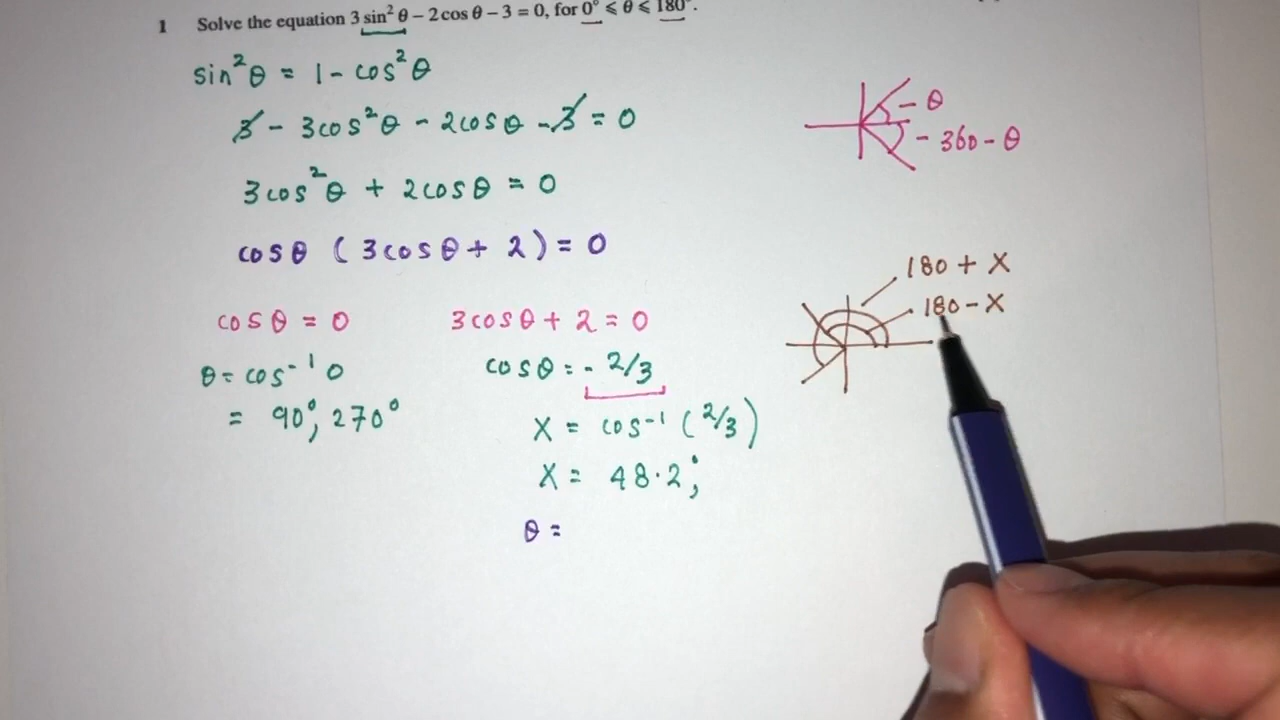 1 Solve the equation 3 sin² θ − 2 cos θ − 3 = 0, for 0° ⩽ θ ⩽ 180°.
sin²θ = 1 - cos²θ
3 - 3cos²θ - 2cosθ - 3 = 0
3cos²θ + 2cosθ = 0
cosθ ( 3cosθ + 2 ) = 0
cosθ = 0
θ = cos⁻¹ 0
= 90°, 270°
3cosθ + 2 = 0
cosθ = - 2/3
X = cos⁻¹ (2/3)
X = 48.2°,
θ =
- θ
- 360 - θ
180 + X
180 - X